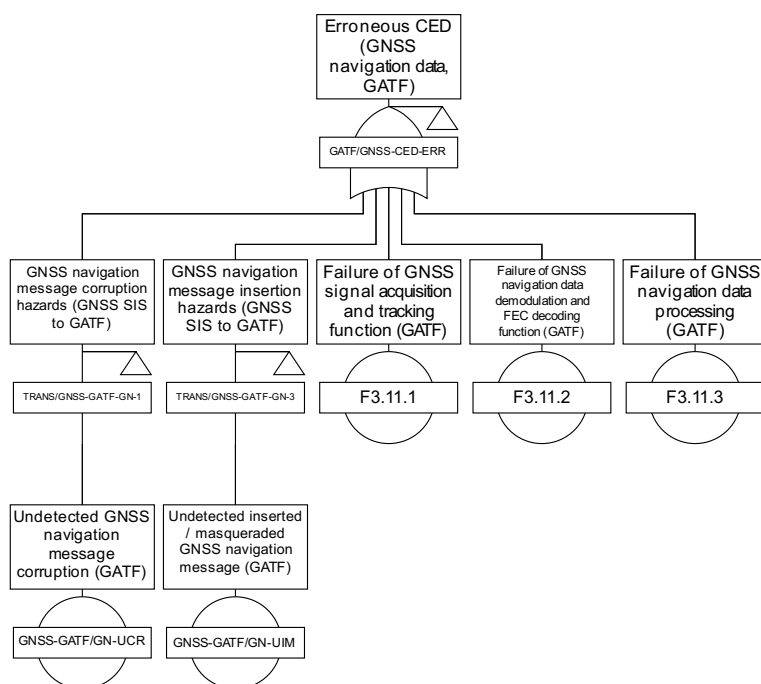 Erroneous CED
(GNSS
navigation data,
GATF)
GATF/GNSS-CED-ERR
GNSS navigation
message corruption
hazards (GNSS SIS
to GATF)
TRANS/GNSS-GATF-GN-1
GNSS navigation
message insertion
hazards (GNSS
SIS to GATF)
TRANS/GNSS-GATF-GN-3
Failure of GNSS
signal acquisition
and tracking
function (GATF)
F3.11.1
Failure of GNSS
navigation data
demodulation and
FEC decoding
function (GATF)
F3.11.2
Failure of GNSS
navigation data
processing
(GATF)
F3.11.3
Undetected GNSS
navigation
message
corruption (GATF)
GNSS-GATF/GN-UCR
Undetected inserted
/ masqueraded
GNSS navigation
message (GATF)
GNSS-GATF/GN-UIM